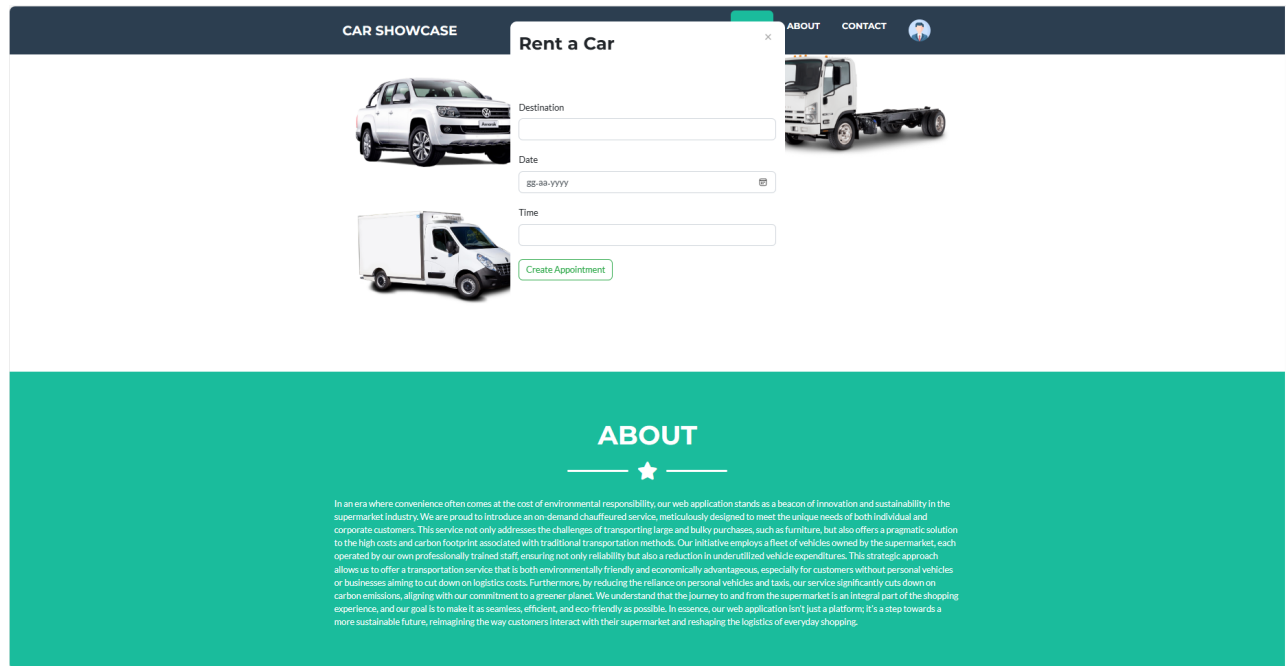 CAR SHOWCASE
ABOUT
CONTACT
Rent a Car
×
Destination
Date
gg.aa.yyyy
Time
Create Appointment
ABOUT
In an era where convenience often comes at the cost of environmental responsibility, our web application stands as a beacon of innovation and sustainability in the
supermarket industry. We are proud to introduce an on-demand chauffeured service, meticulously designed to meet the unique needs of both individual and
corporate customers. This service not only addresses the challenges of transporting large and bulky purchases, such as furniture, but also offers a pragmatic solution
to the high costs and carbon footprint associated with traditional transportation methods. Our initiative employs a fleet of vehicles owned by the supermarket, each
operated by our own professionally trained staff, ensuring not only reliability but also a reduction in underutilized vehicle expenditures. This strategic approach
allows us to offer a transportation service that is both environmentally friendly and economically advantageous, especially for customers without personal vehicles
or businesses aiming to cut down on logistics costs. Furthermore, by reducing the reliance on personal vehicles and taxis, our service significantly cuts down on
carbon emissions, aligning with our commitment to a greener planet. We understand that the journey to and from the supermarket is an integral part of the shopping
experience, and our goal is to make it as seamless, efficient, and eco-friendly as possible. In essence, our web application isn't just a platform; it's a step towards a
more sustainable future, reimagining the way customers interact with their supermarket and reshaping the logistics of everyday shopping.